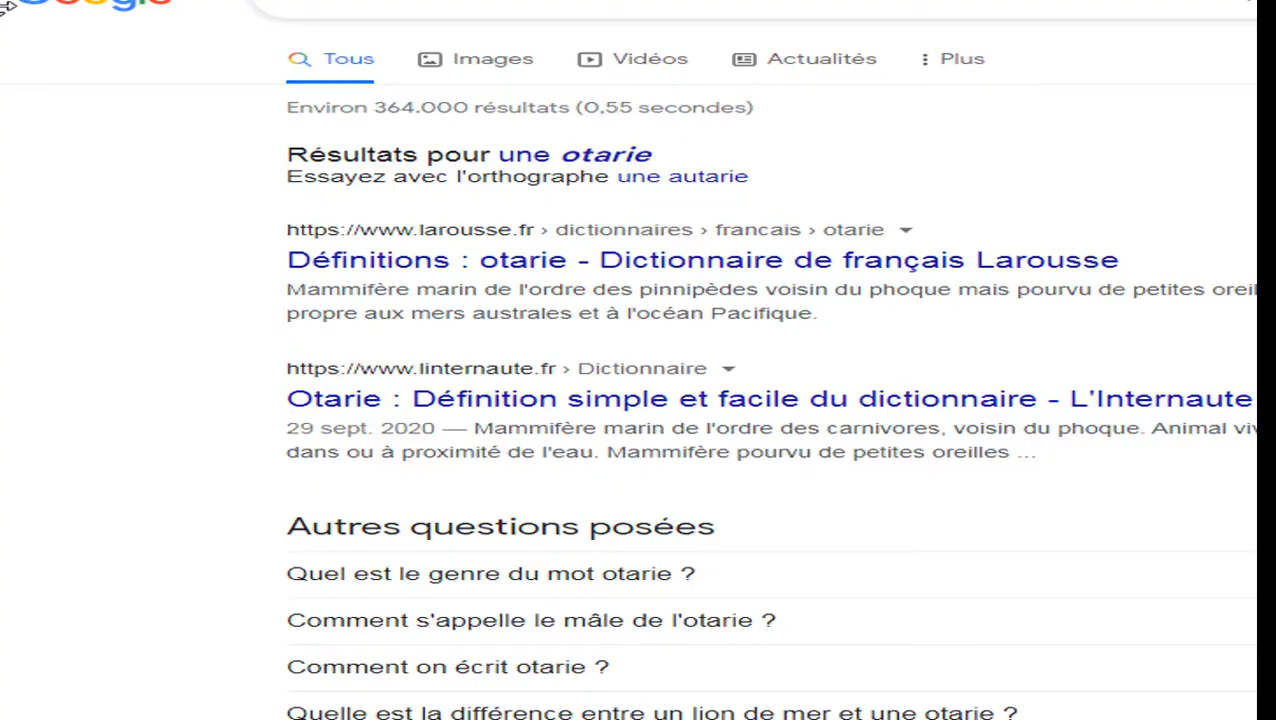 Google
Tous Images Vidéos Actualités Plus
Environ 364.000 résultats (0,55 secondes)
Résultats pour une otarie
Essayez avec l'orthographe une autarie
https://www.larousse.fr › dictionnaires › francais › otarie
Définitions : otarie - Dictionnaire de français Larousse
Mammifère marin de l'ordre des pinnipèdes voisin du phoque mais pourvu de petites
propre aux mers australes et à l'océan Pacifique.
https://www.linternaute.fr › Dictionnaire
Otarie : Définition simple et facile du dictionnaire - L'Internaute
29 sept. 2020 — Mammifère marin de l'ordre des carnivores, voisin du phoque. Animal
dans ou à proximité de l'eau. Mammifère pourvu de petites oreilles ...
Autres questions posées
Quel est le genre du mot otarie ?
Comment s'appelle le mâle de l'otarie ?
Comment on écrit otarie ?
Quelle est la différence entre un lion de mer et une otarie ?